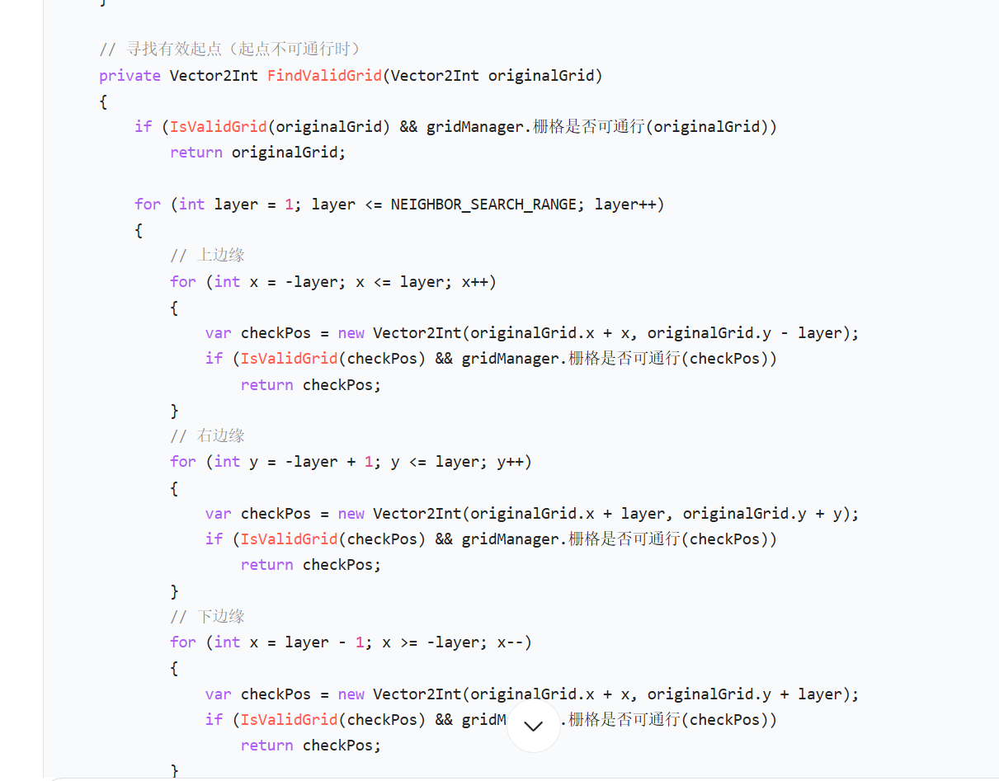 }
// 寻找有效起点（起点不可通行时）
private Vector2Int FindValidGrid(Vector2Int originalGrid)
{
    if (IsValidGrid(originalGrid) && gridManager.栅格是否可通行(originalGrid))
        return originalGrid;
    for (int layer = 1; layer <= NEIGHBOR_SEARCH_RANGE; layer++)
    {
        // 上边缘
        for (int x = -layer; x <= layer; x++)
        {
            var checkPos = new Vector2Int(originalGrid.x + x, originalGrid.y - layer);
            if (IsValidGrid(checkPos) && gridManager.栅格是否可通行(checkPos))
                return checkPos;
        }
        // 右边缘
        for (int y = -layer + 1; y <= layer; y++)
        {
            var checkPos = new Vector2Int(originalGrid.x + layer, originalGrid.y + y);
            if (IsValidGrid(checkPos) && gridManager.栅格是否可通行(checkPos))
                return checkPos;
        }
        // 下边缘
        for (int x = layer - 1; x >= -layer; x--)
        {
            var checkPos = new Vector2Int(originalGrid.x + x, originalGrid.y + layer);
            if (IsValidGrid(checkPos) && gridM .栅格是否可通行(checkPos))
                return checkPos;
        }